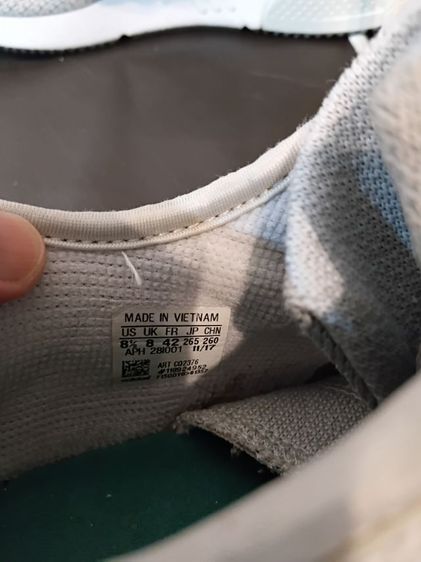 MADE IN VIETNAM
US UK FR JP CHN
8½ 8 42 265 260
APH 281001 11/17
ART CQ2376